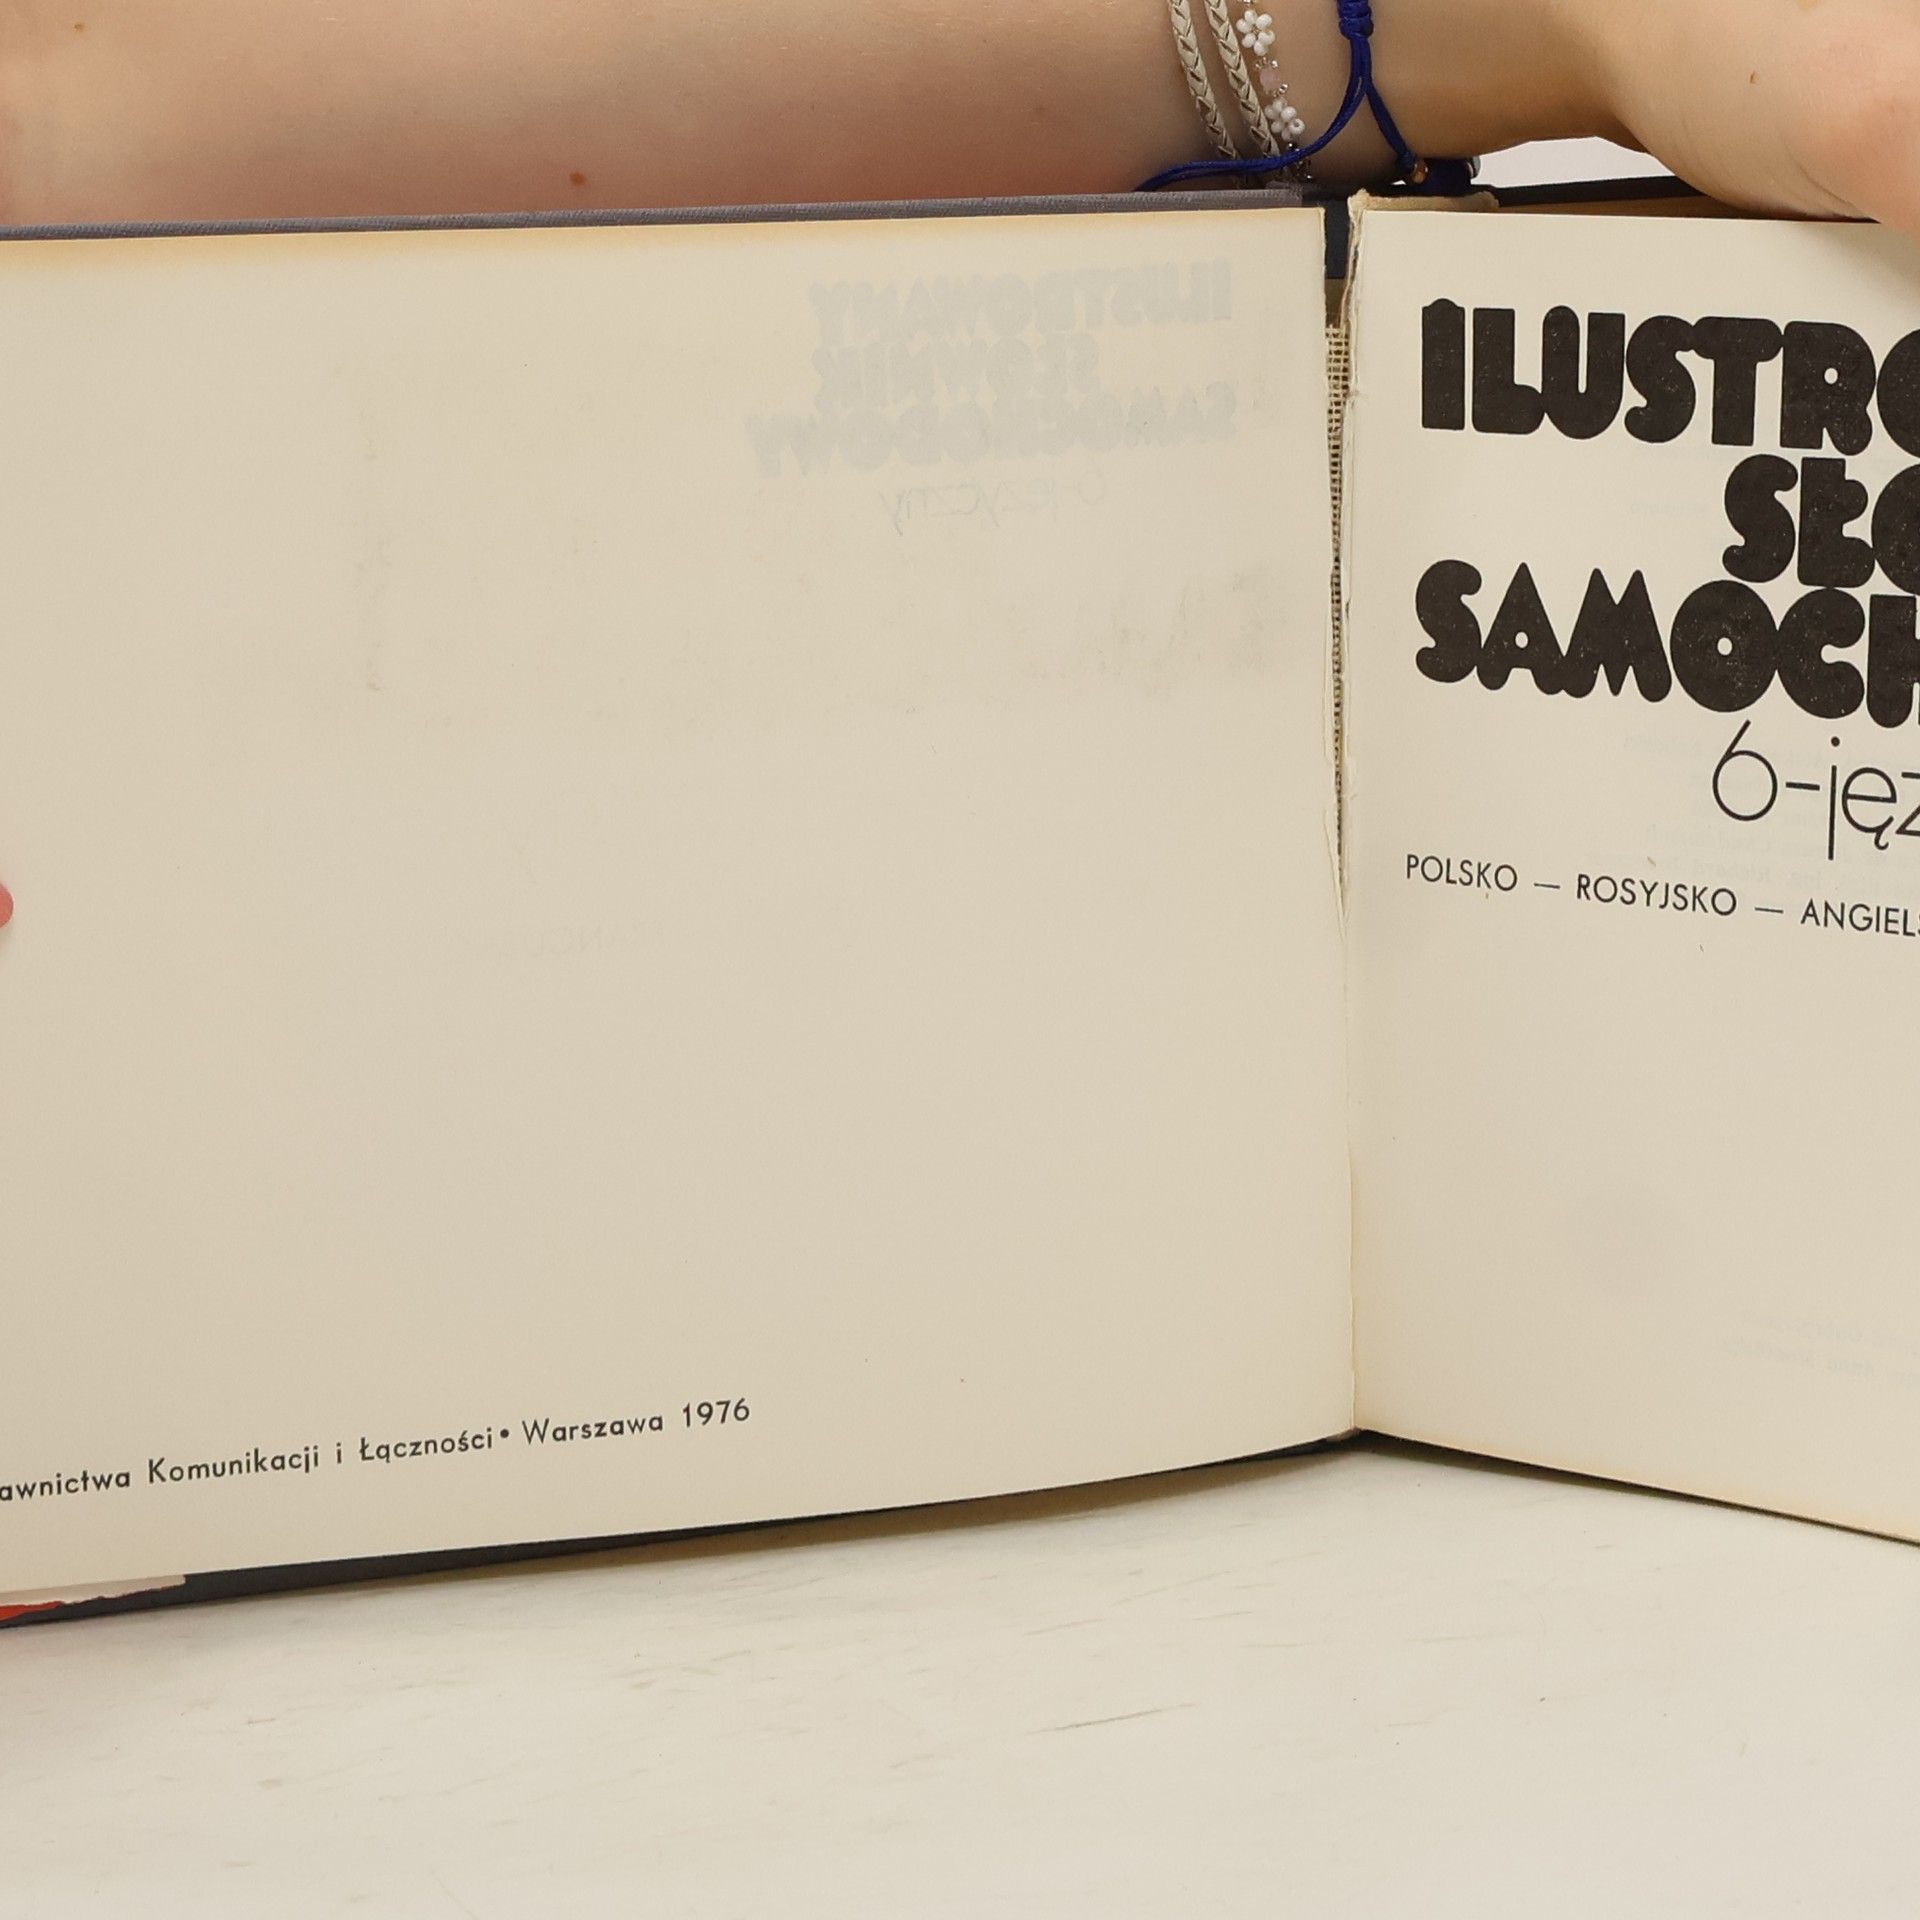 awnictwa Komunikacji i Łączności • Warszawa 1976
ILUSTRO
SŁO
SAMOCH
6-jęz
POLSKO — ROSYJSKO — ANGIELS